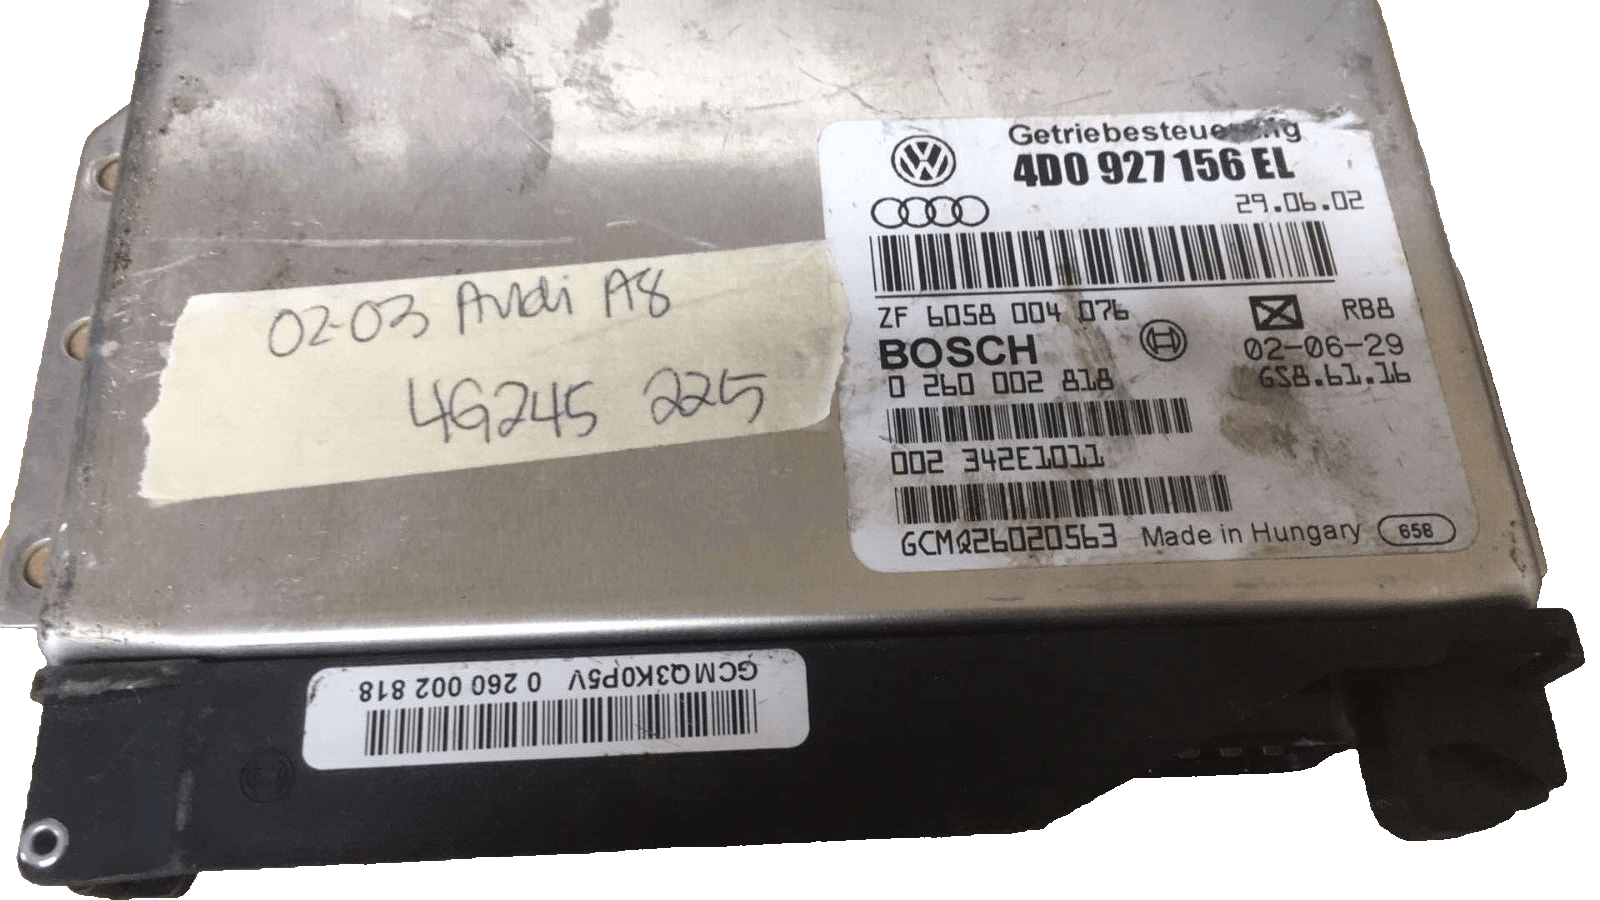 Getriebesteuerung
4D0 927 156 EL
29.06.02
ZF 6058 004 076
RB8
BOSCH
02-06-29
0 260 002 818
GS8.61.16
002 342E1011
GCMQ26020563 Made in Hungary 658
02-03 Audi A8
4G245 225
GCMQ3K0P5V 0 260 002 818